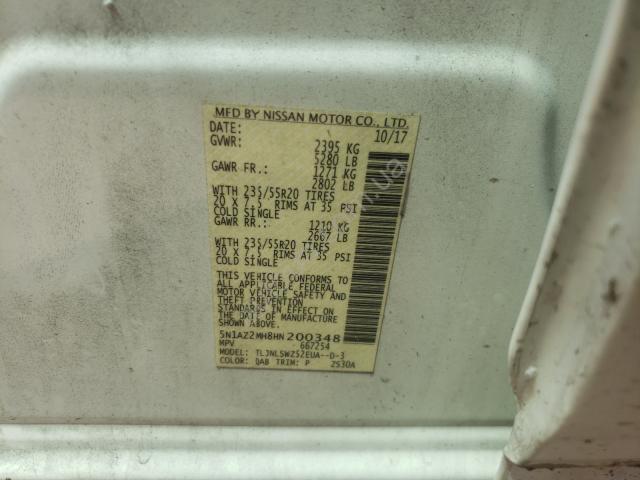 MFD BY NISSAN MOTOR CO., LTD.
DATE: 10/17
GVWR: 2395 KG
5280 LB
GAWR FR.: 1271 KG
2802 LB
WITH 235/55R20 TIRES
20 X 7.5 RIMS AT 35 PSI
COLD SINGLE
GAWR RR.: 1210 KG
2667 LB
WITH 235/55R20 TIRES
20 X 7.5 RIMS AT 35 PSI
COLD SINGLE
THIS VEHICLE CONFORMS TO
ALL APPLICABLE FEDERAL
MOTOR VEHICLE SAFETY AND
THEFT PREVENTION
STANDARDS IN EFFECT ON
THE DATE OF MANUFACTURE
SHOWN ABOVE.
5N1AZ2MH8HN200348
MPV 667254
MODEL: TLJNLSWZ52EUA--D-3
COLOR: QAB TRIM: P 2S30A